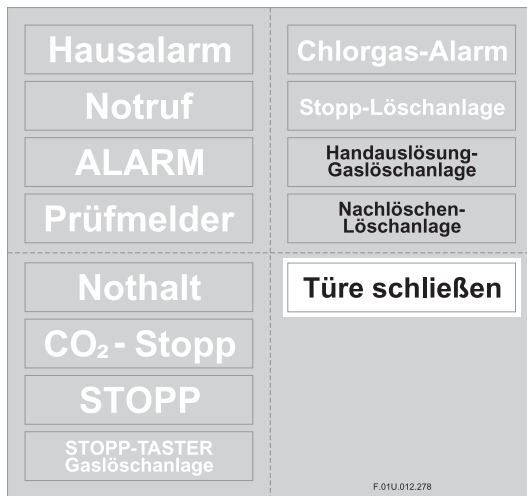 Hausalarm
Notruf
ALARM
Prüfmelder
Chlorgas-Alarm
Stopp-Löschanlage
Handauslösung-
Gaslöschanlage
Nachlöschen-
Löschanlage
Nothalt
CO₂ - Stopp
STOPP
STOPP-TASTER
Gaslöschanlage
Türe schließen
F.01U.012.278